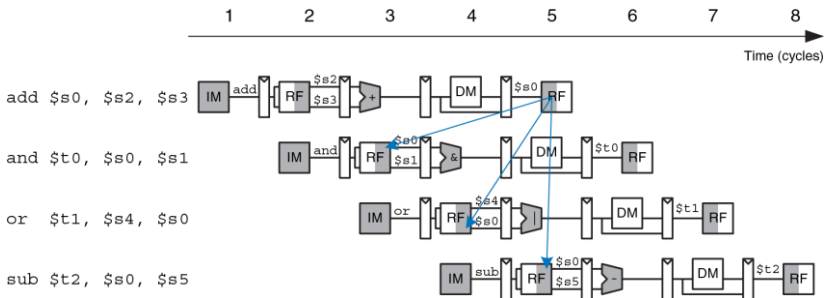 1 2 3 4 5 6 7 8
Time (cycles)
add $s0, $s2, $s3 IM add RF $s2 $s3 + DM $s0 RF
and $t0, $s0, $s1 IM and RF $s0 $s1 & DM $t0 RF
or $t1, $s4, $s0 IM or RF $s4 $s0 | DM $t1 RF
sub $t2, $s0, $s5 IM sub RF $s0 $s5 - DM $t2 RF